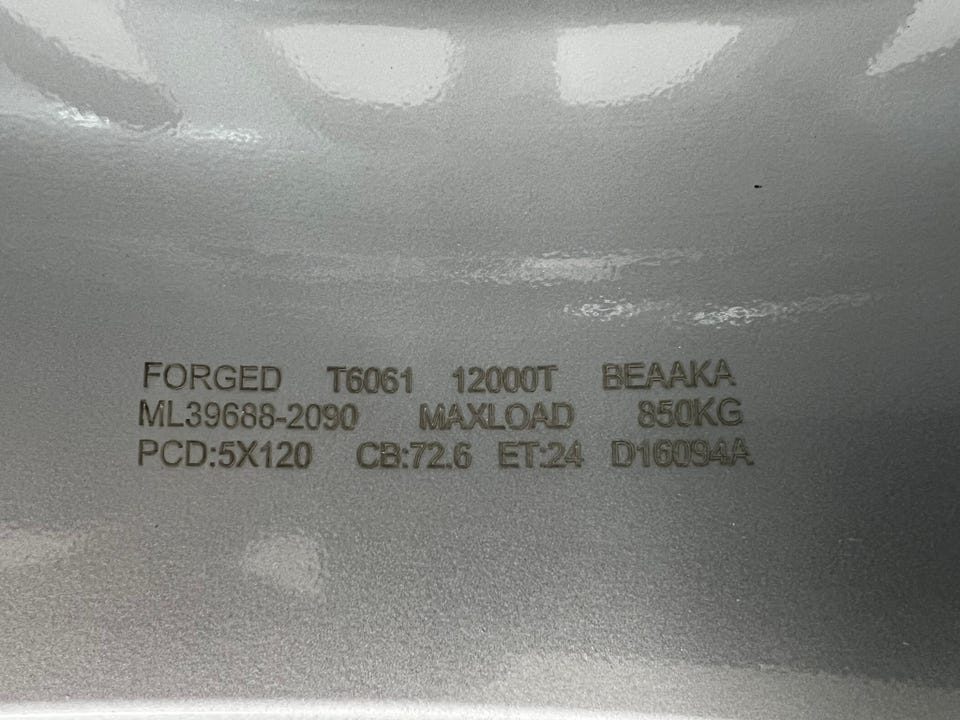 FORGED T6061 12000T BEAAKA
ML39688-2090 MAXLOAD 850KG
PCD:5X120 CB:72.6 ET:24 D16094A